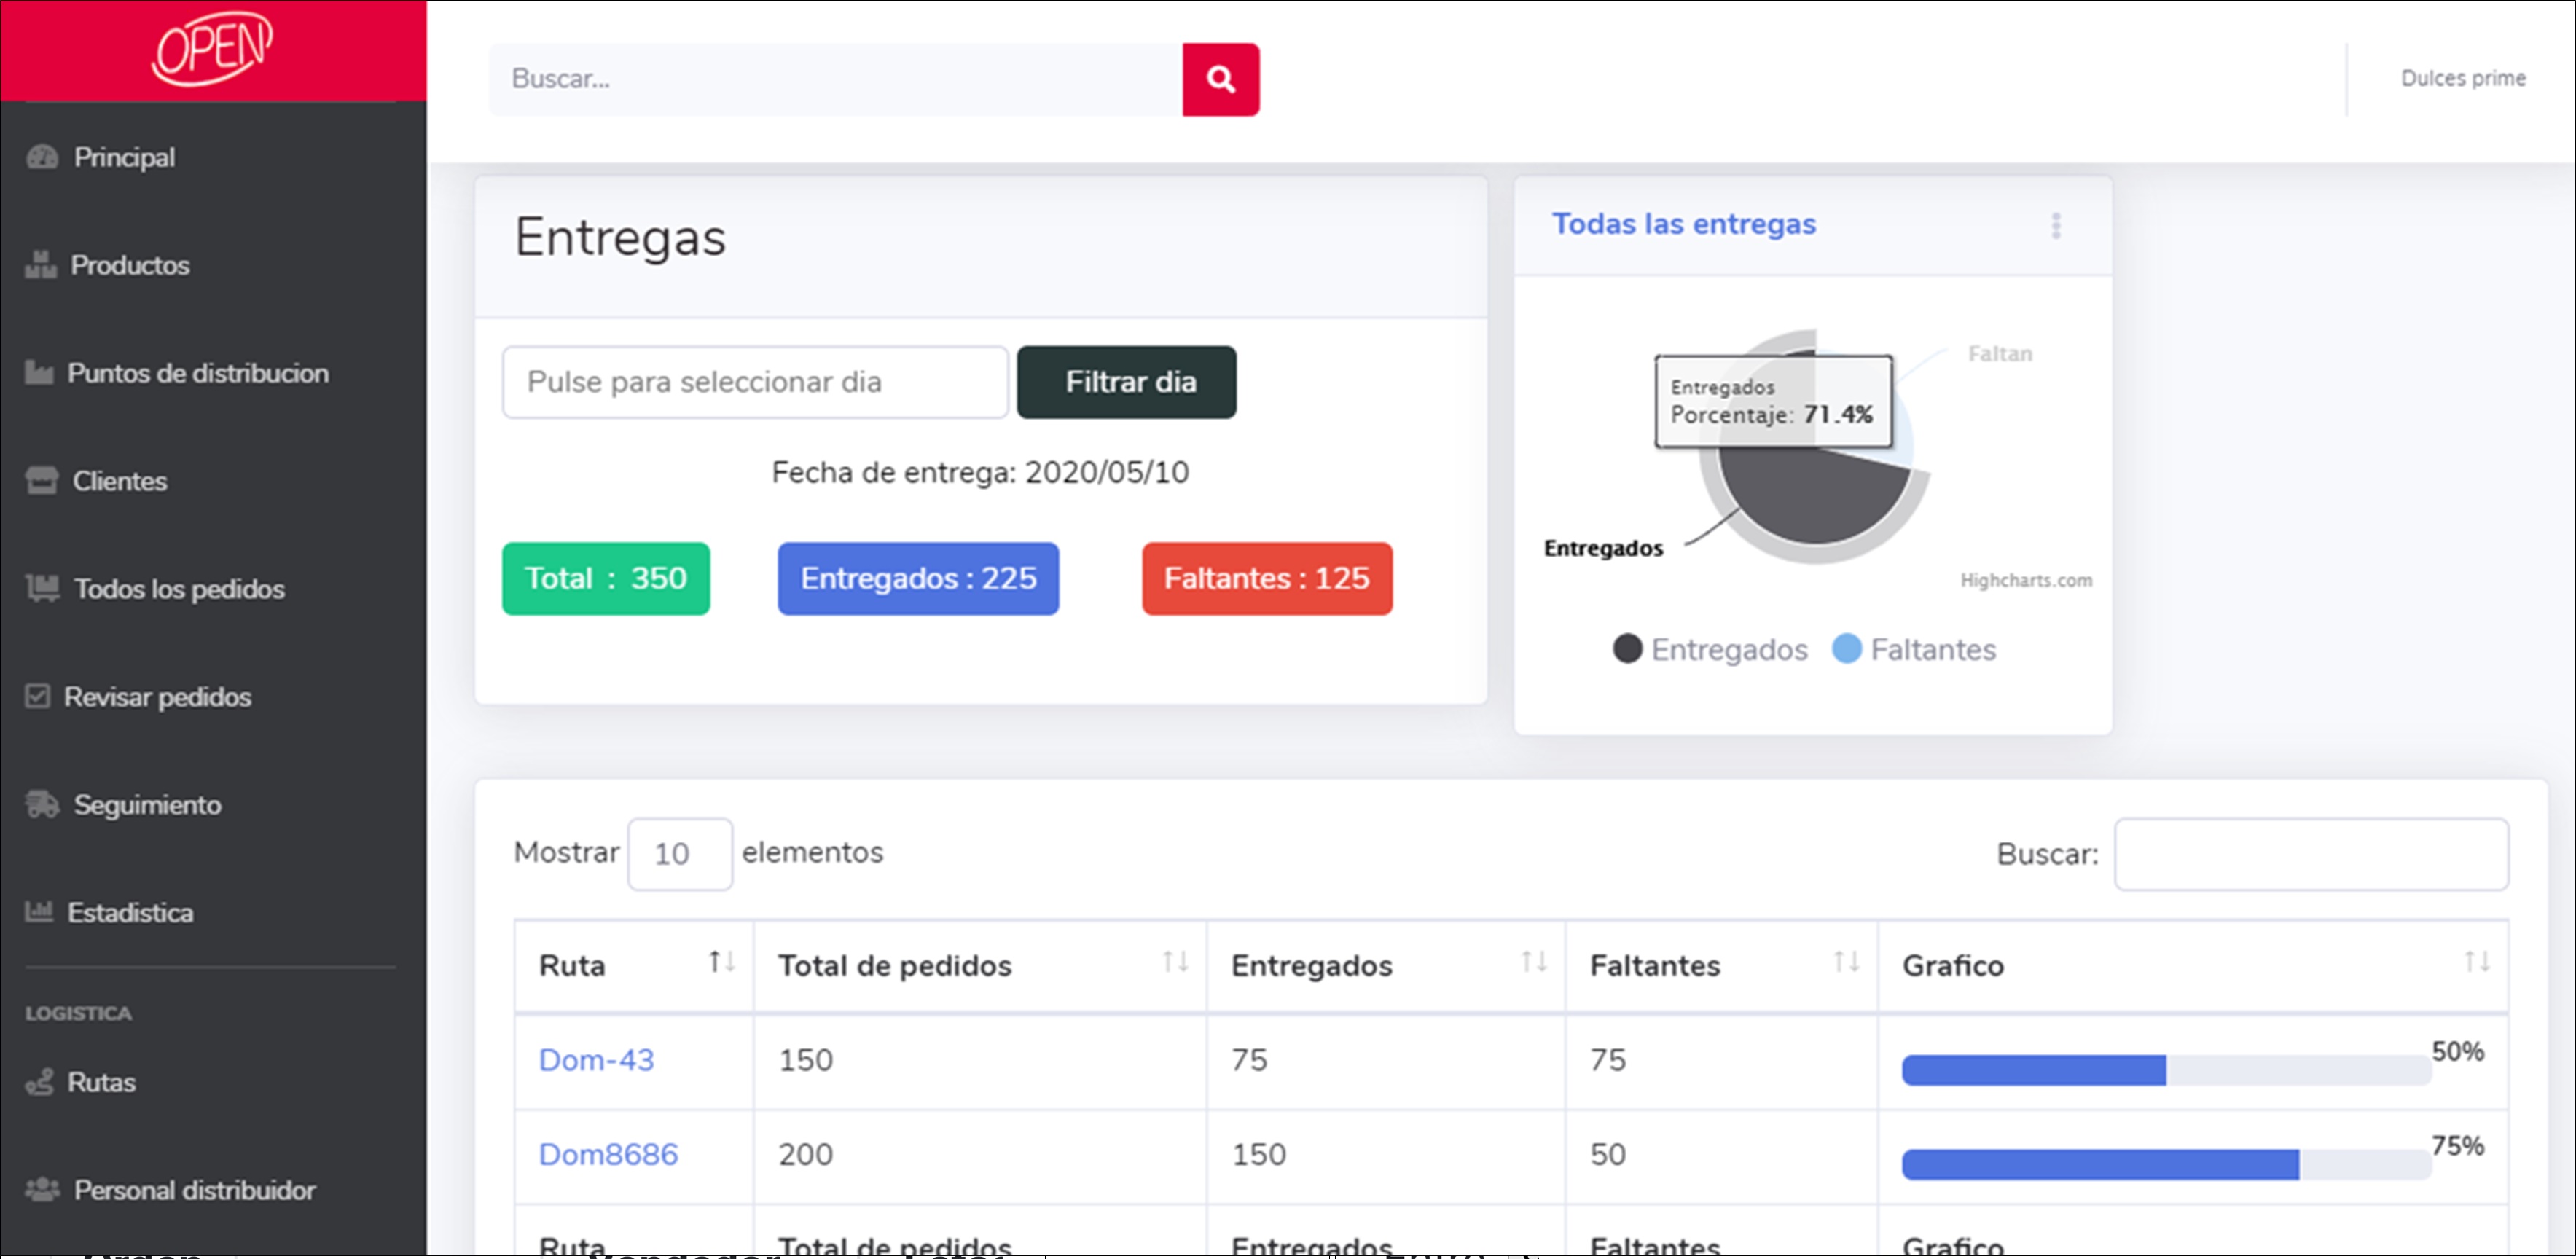 OPEN
Buscar...
Dulces prime
Principal
Productos
Puntos de distribucion
Clientes
Todos los pedidos
Revisar pedidos
Seguimiento
Estadistica
LOGISTICA
Rutas
Personal distribuidor
Entregas
Pulse para seleccionar dia
Filtrar dia
Fecha de entrega: 2020/05/10
Total : 350
Entregados : 225
Faltantes : 125
Todas las entregas
Faltan
Entregados
Porcentaje: 71.4%
Entregados
Highcharts.com
Entregados
Faltantes
Mostrar 10 elementos
Buscar:
Ruta Total de pedidos Entregados Faltantes Grafico
Dom-43 150 75 75 50%
Dom8686 200 150 50 75%
Ruta Total de pedidos Entregados Faltantes Grafico